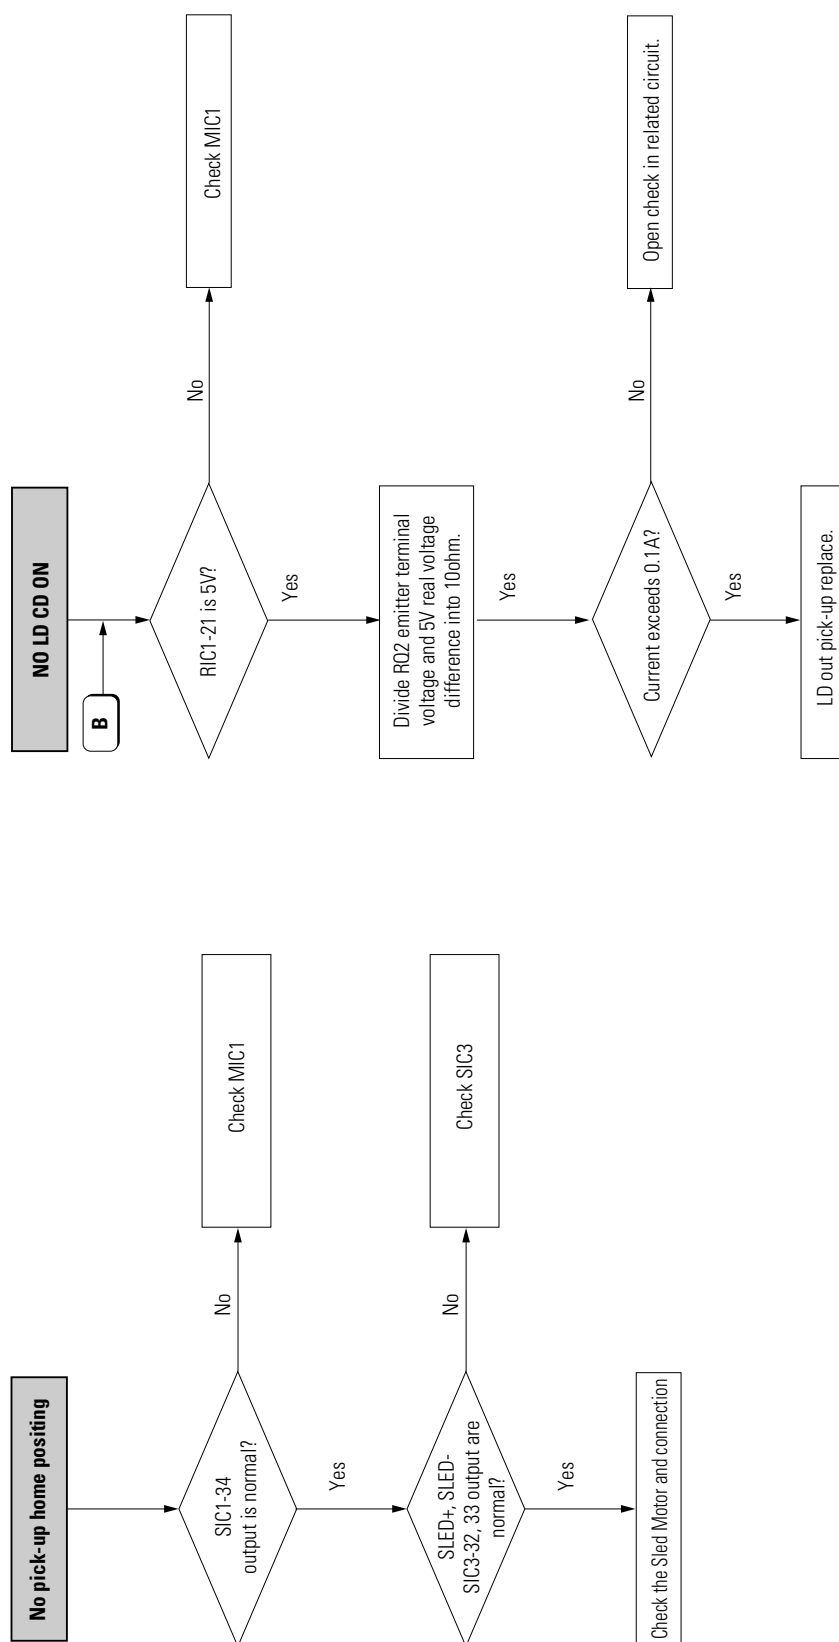 No pick-up home positing
SIC1-34
output is normal?
No
Check MIC1
Yes
SLED+, SLED-
SIC3-32, 33 output are
normal?
No
Check SIC3
Yes
Check the Sled Motor and connection
NO LD CD ON
B
RIC1-21 is 5V?
No
Check MIC1
Yes
Divide RQ2 emitter terminal
voltage and 5V real voltage
difference into 10ohm.
Yes
Current exceeds 0.1A?
No
Open check in related circuit.
Yes
LD out pick-up replace.